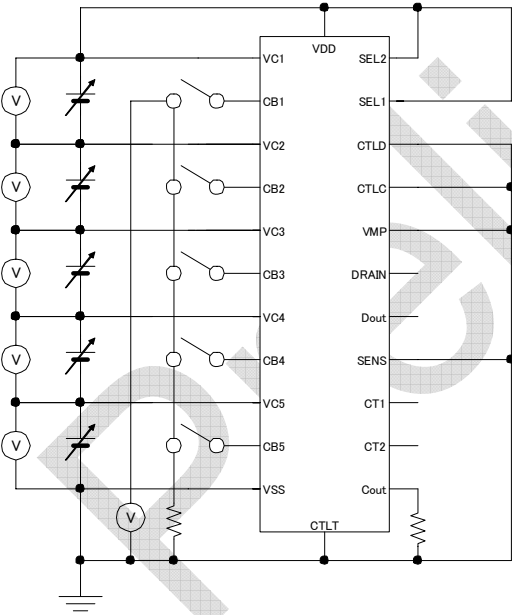 VDD
VC1
SEL2
V
CB1
SEL1
VC2
CTLD
V
CB2
CTLC
VC3
VMP
V
CB3
DRAIN
VC4
Dout
V
CB4
SENS
VC5
CT1
V
CB5
CT2
VSS
Cout
V
CTLT
Preli